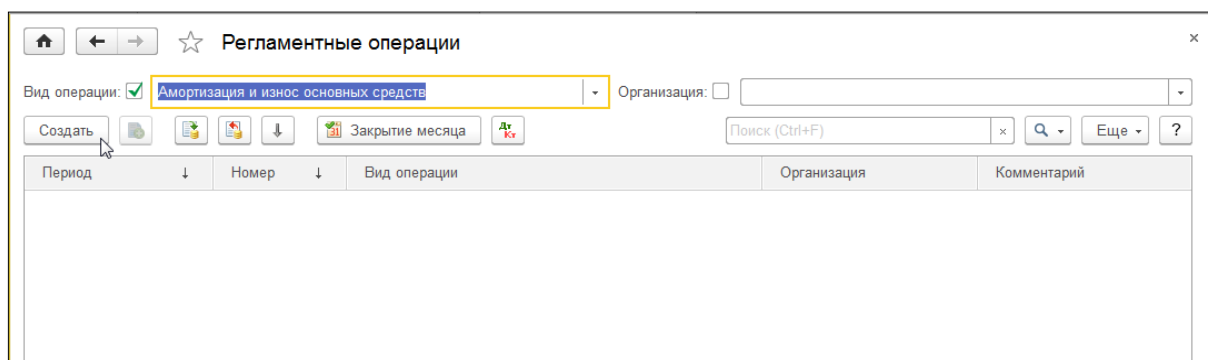 Регламентные операции
Вид операции: Амортизация и износ основных средств Организация:
Создать Закрытие месяца Дт Кт Поиск (Ctrl+F) Еще ?
Период Номер Вид операции Организация Комментарий